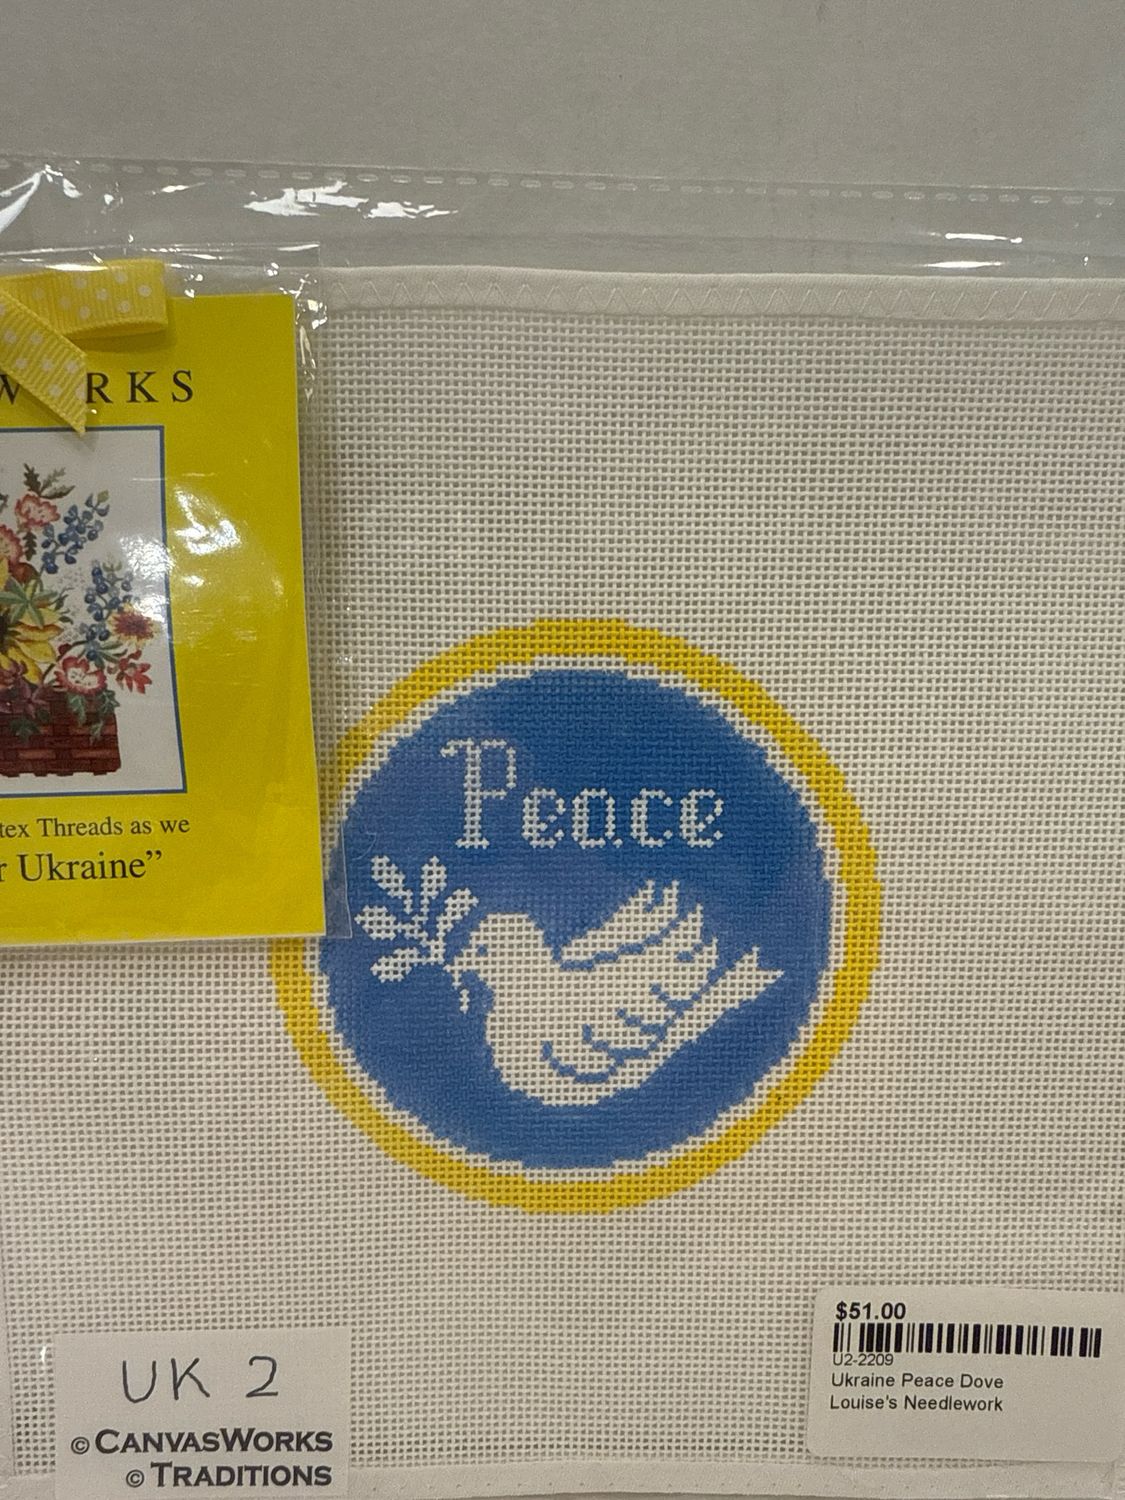 RKS
Peace
tex Threads as we
r Ukraine”
$51.00
U2-2209
Ukraine Peace Dove
Louise's Needlework
UK 2
© CANVASWORKS
© TRADITIONS